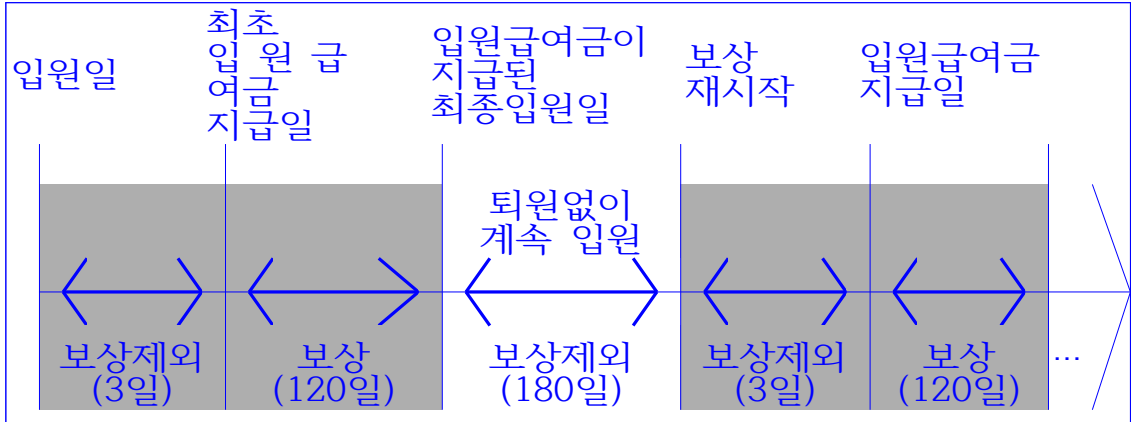 입원일
최초
입 원 급
여금
지급일
입원급여금이
지급된
최종입원일
보상
재시작
입원급여금
지급일
퇴원없이
계속 입원
보상제외
(3일)
보상
(120일)
보상제외
(180일)
보상제외
(3일)
보상
(120일)
...